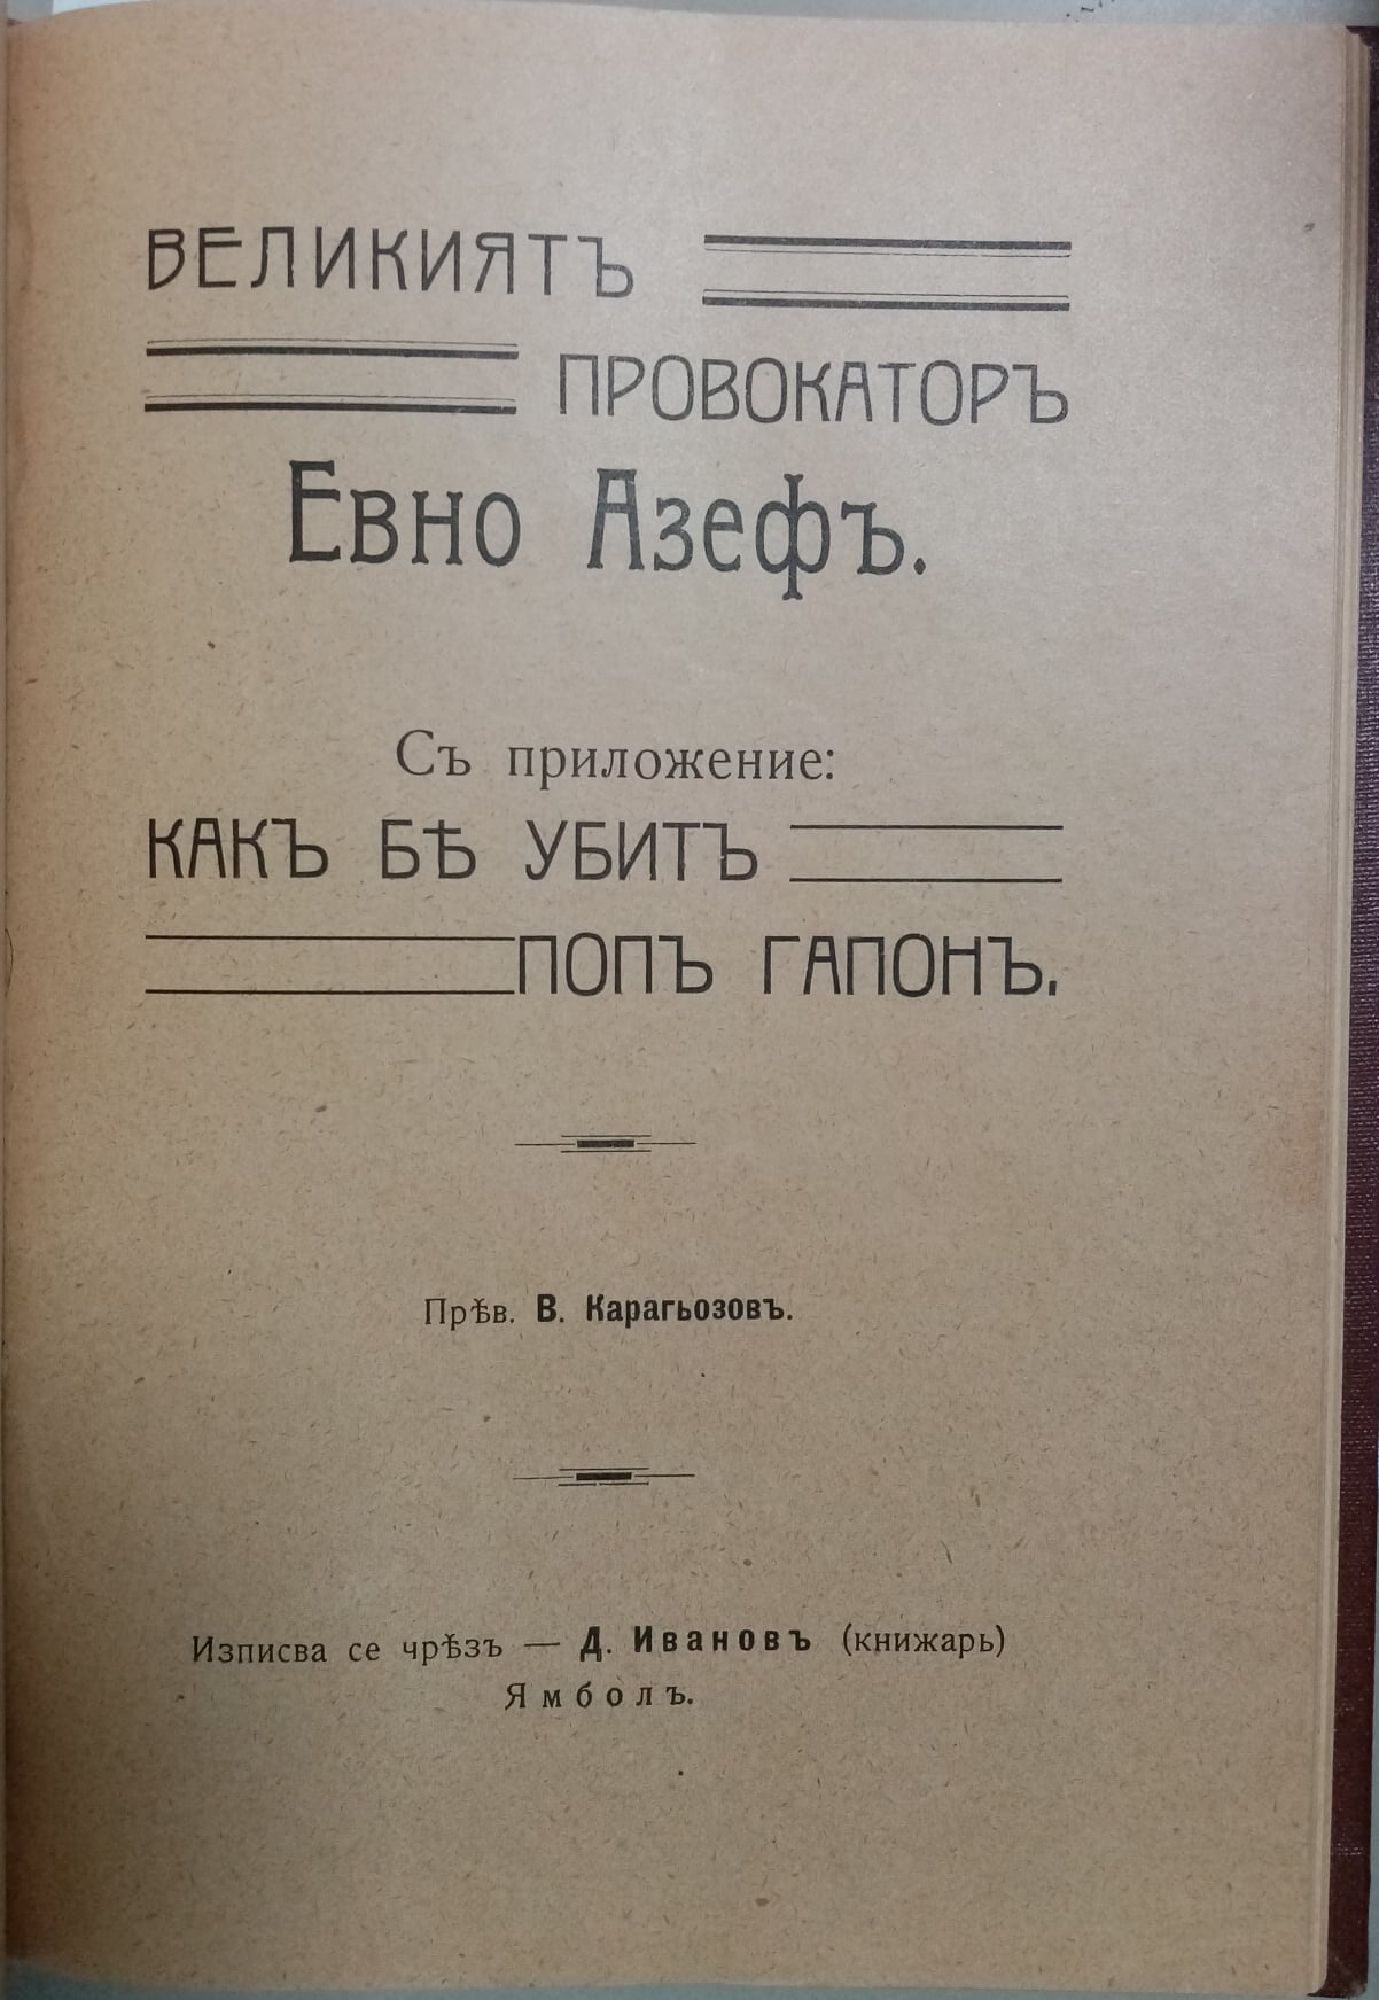 ВЕЛИКИЯТЪ
ПРОВОКАТОРЪ
Евно Азефъ.
Съ приложение:
КАКЪ БѢ УБИТЪ
ПОПЪ ГАПОНЪ.
Прѣв. В. Карагьозовъ.
Изписва се чрѣзъ — Д. Ивановъ (книжарь)
Ямболъ.